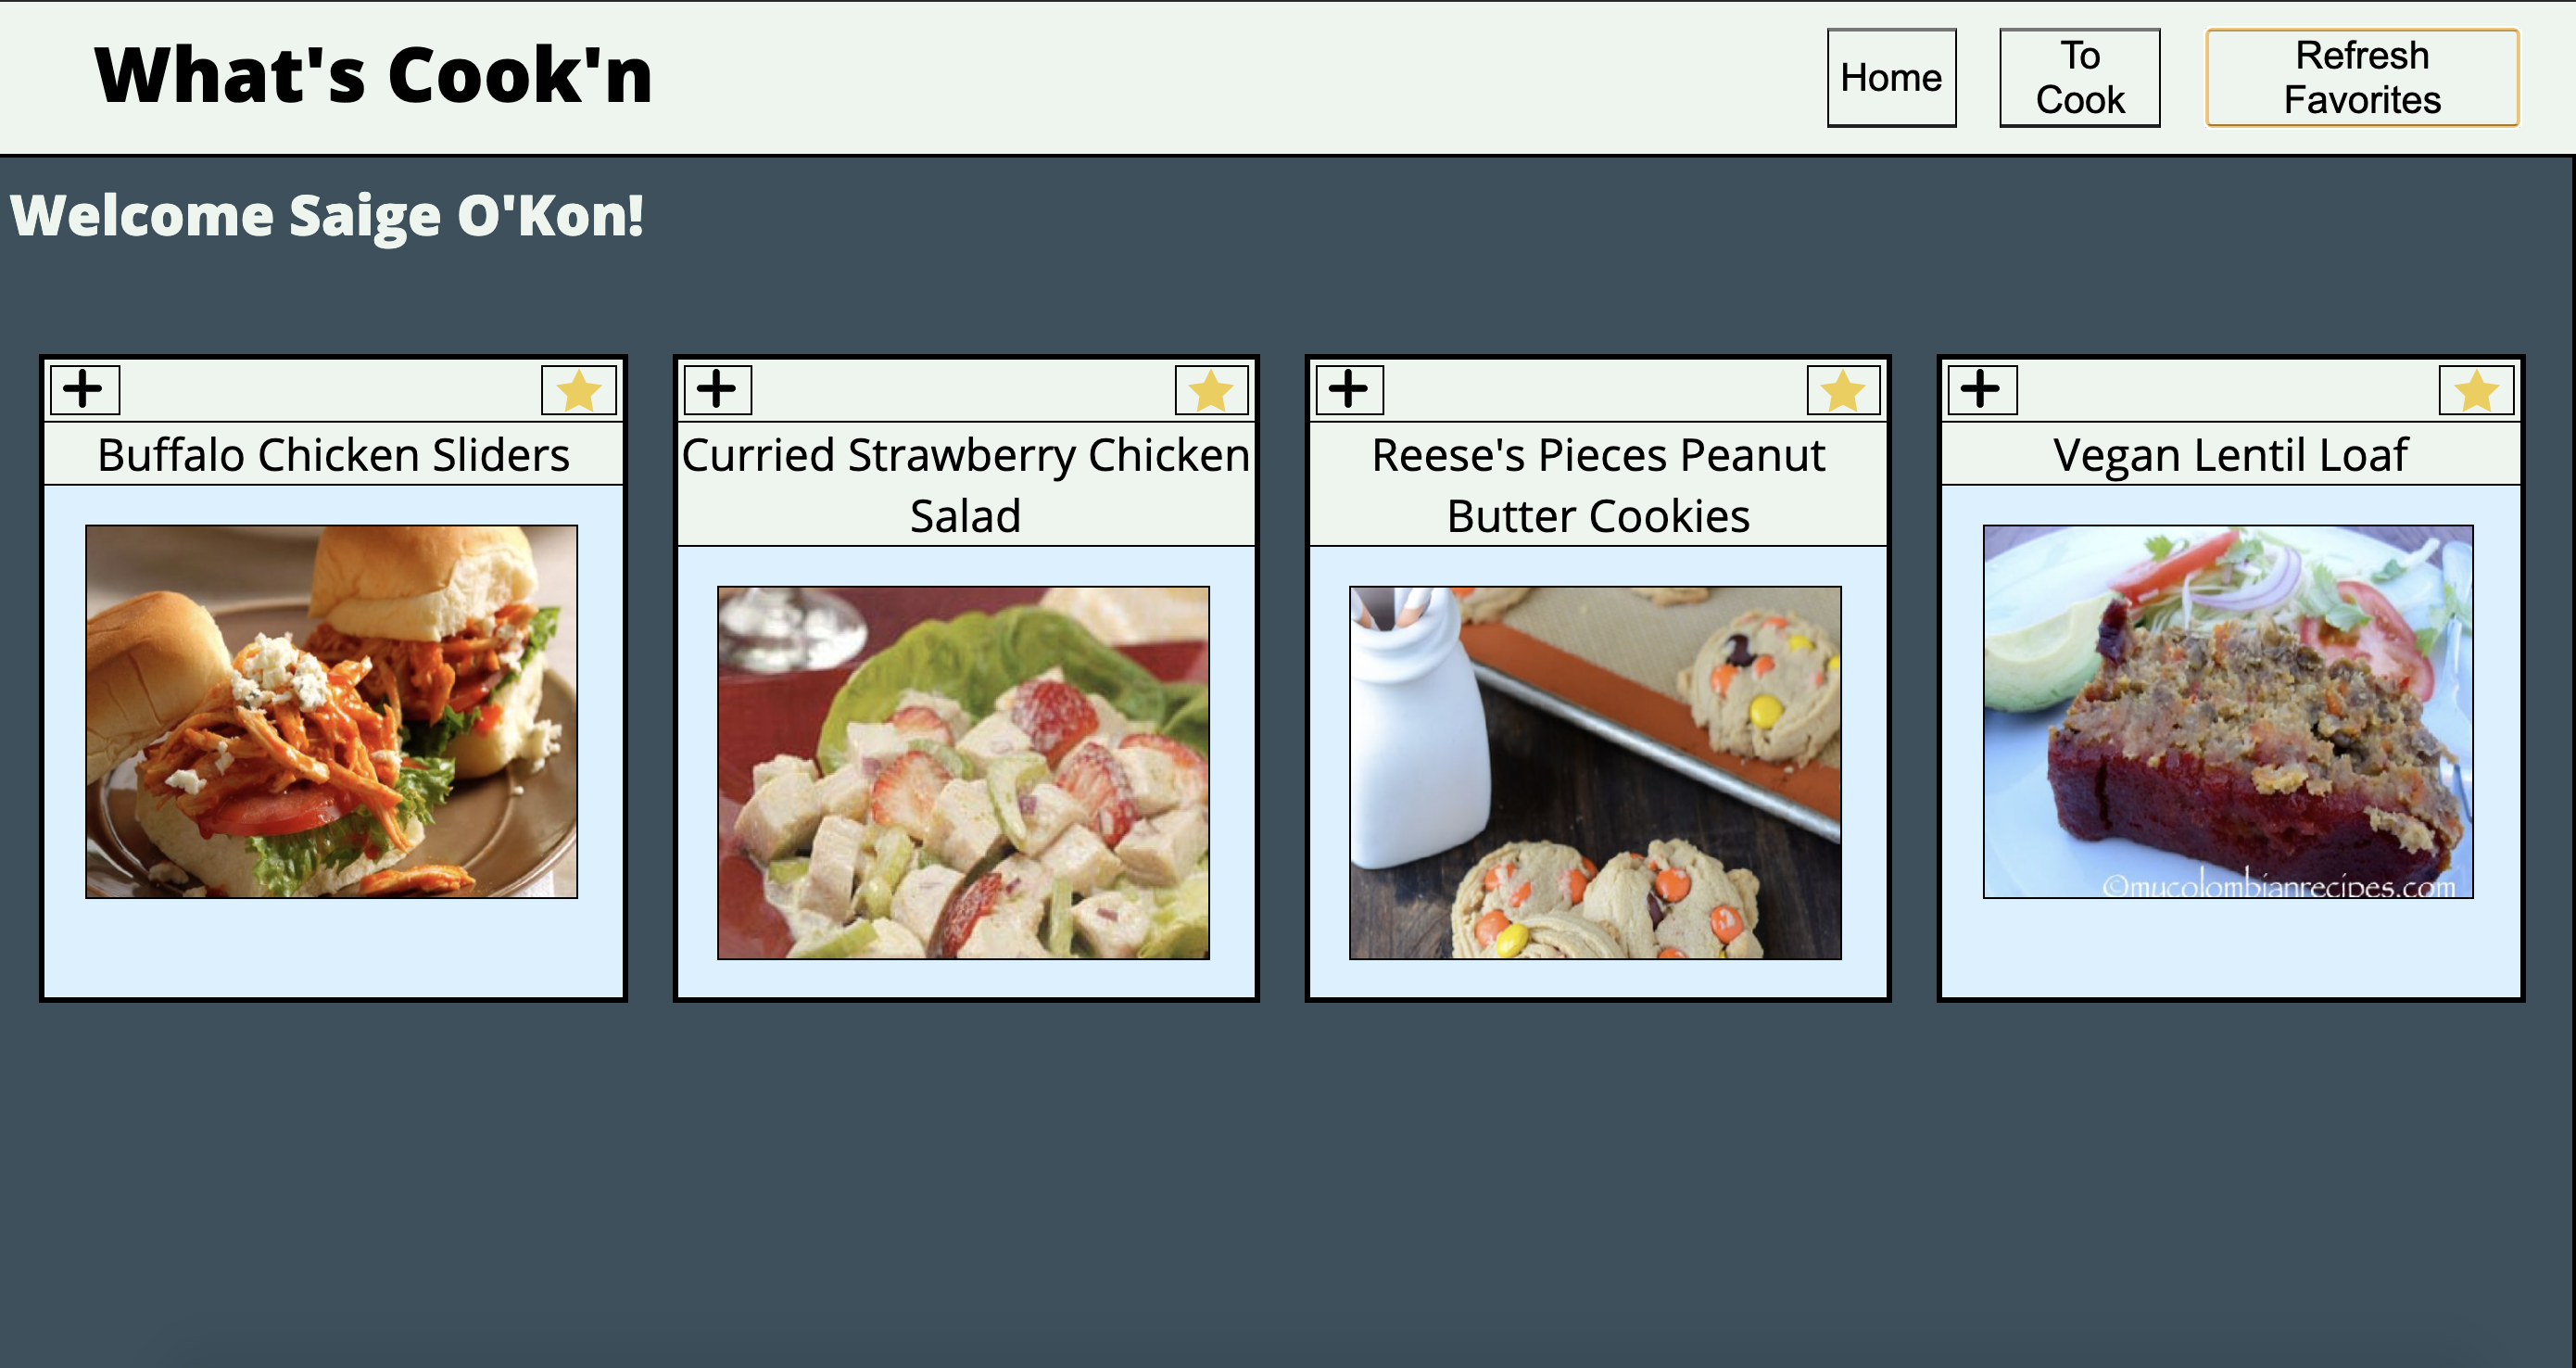 What's Cook'n
Home
To
Cook
Refresh
Favorites
Welcome Saige O'Kon!
Buffalo Chicken Sliders
Curried Strawberry Chicken
Salad
Reese's Pieces Peanut
Butter Cookies
Vegan Lentil Loaf
©mycolombianrecipes.com